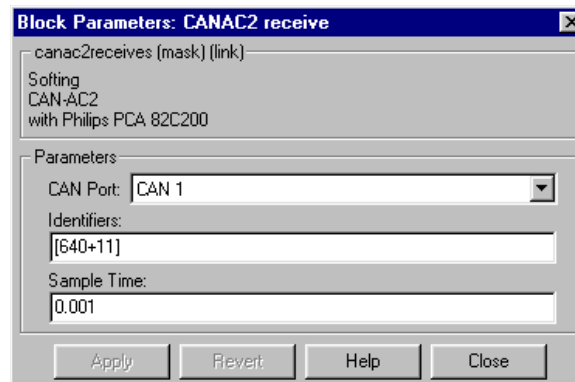 Block Parameters: CANAC2 receive
canac2receives (mask) (link)
Softing
CAN-AC2
with Philips PCA 82C200
Parameters
CAN Port: CAN 1
Identifiers:
[640+11]
Sample Time:
0.001
Apply Revert Help Close